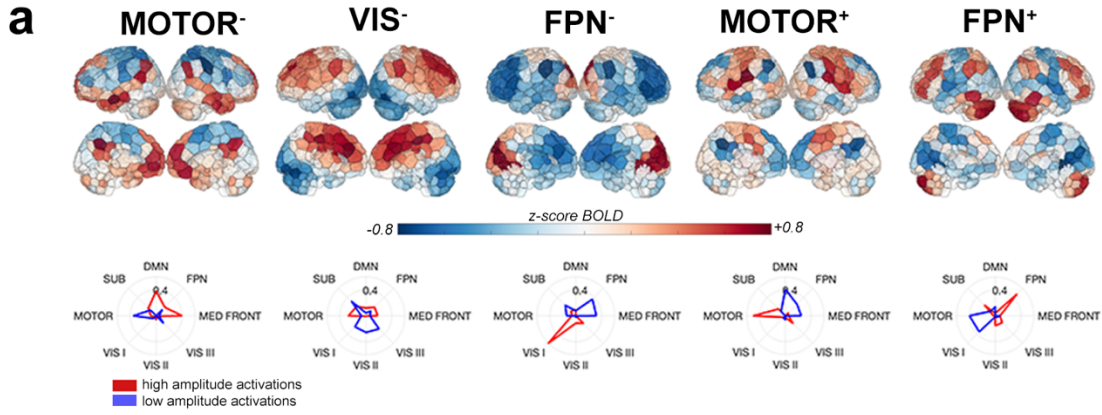 a
MOTOR-
VIS-
FPN-
MOTOR+
FPN+
z-score BOLD
-0.8
+0.8
DMN
SUB
FPN
0.4
MOTOR
MED FRONT
VIS I
VIS III
VIS II
DMN
SUB
FPN
0.4
MOTOR
MED FRONT
VIS I
VIS III
VIS II
DMN
SUB
FPN
0.4
MOTOR
MED FRONT
VIS I
VIS III
VIS II
DMN
SUB
FPN
0.4
MOTOR
MED FRONT
VIS I
VIS III
VIS II
DMN
SUB
FPN
0.4
MOTOR
MED FRONT
VIS I
VIS III
VIS II
high amplitude activations
low amplitude activations